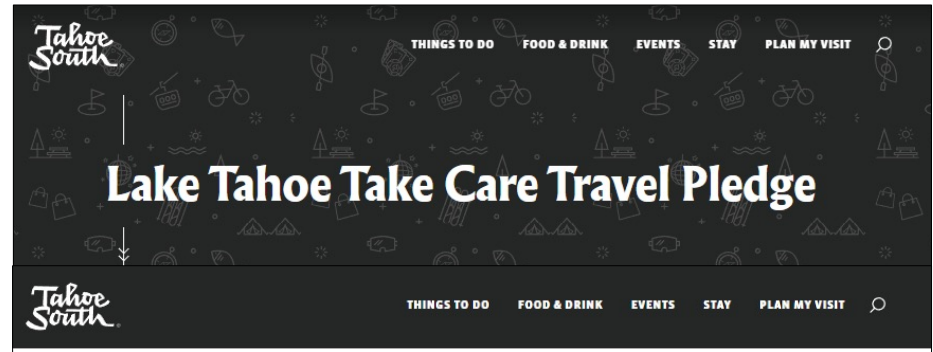 Tahoe South
THINGS TO DO FOOD & DRINK EVENTS STAY PLAN MY VISIT
Lake Tahoe Take Care Travel Pledge
Tahoe South
THINGS TO DO FOOD & DRINK EVENTS STAY PLAN MY VISIT